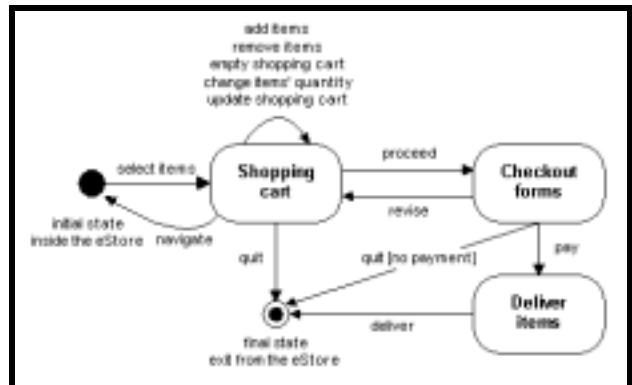 add items
remove items
empty shopping cart
change items' quantity
update shopping cart
select items
Shopping
cart
proceed
Checkout
forms
revise
initial state
inside the eStore
navigate
quit
quit [no payment]
pay
Deliver
items
deliver
final state
exit from the eStore